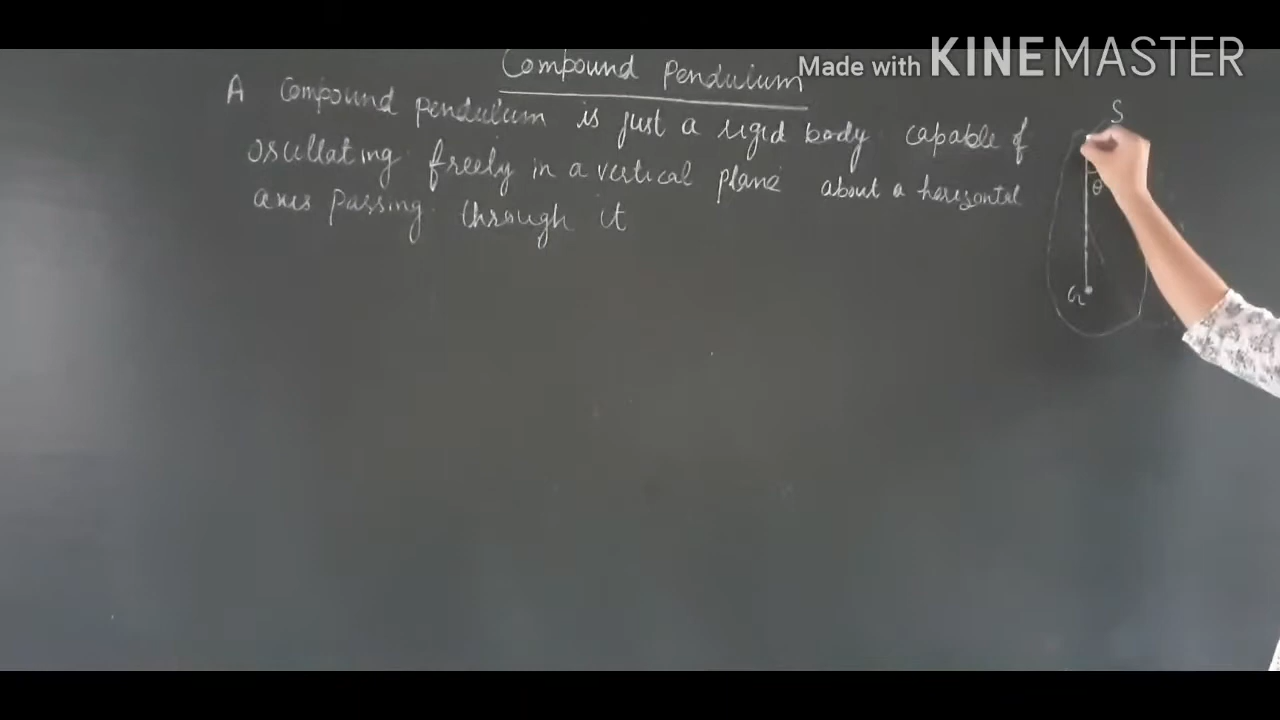 Compound Pendulum
Made with KINEMASTER
A compound pendulum is just a rigid body capable of
oscillating freely in a vertical plane about a horizontal
axis passing through it
S
θ
G